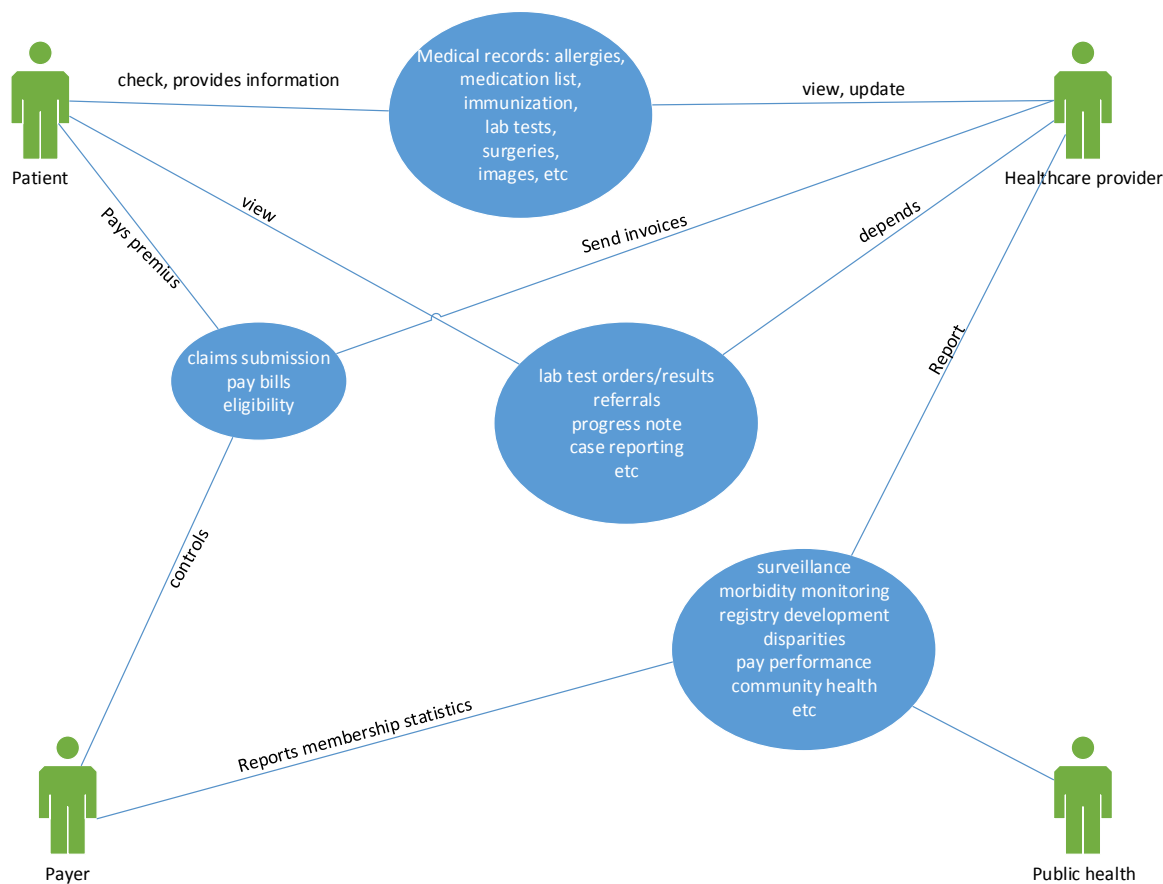 Medical records: allergies,
medication list,
immunization,
lab tests,
surgeries,
images, etc
check, provides information
view, update
Patient
Healthcare provider
view
Pays premius
Send invoices
depends
Report
claims submission
pay bills
eligibility
lab test orders/results
referrals
progress note
case reporting
etc
controls
surveillance
morbidity monitoring
registry development
disparities
pay performance
community health
etc
Reports membership statistics
Payer
Public health